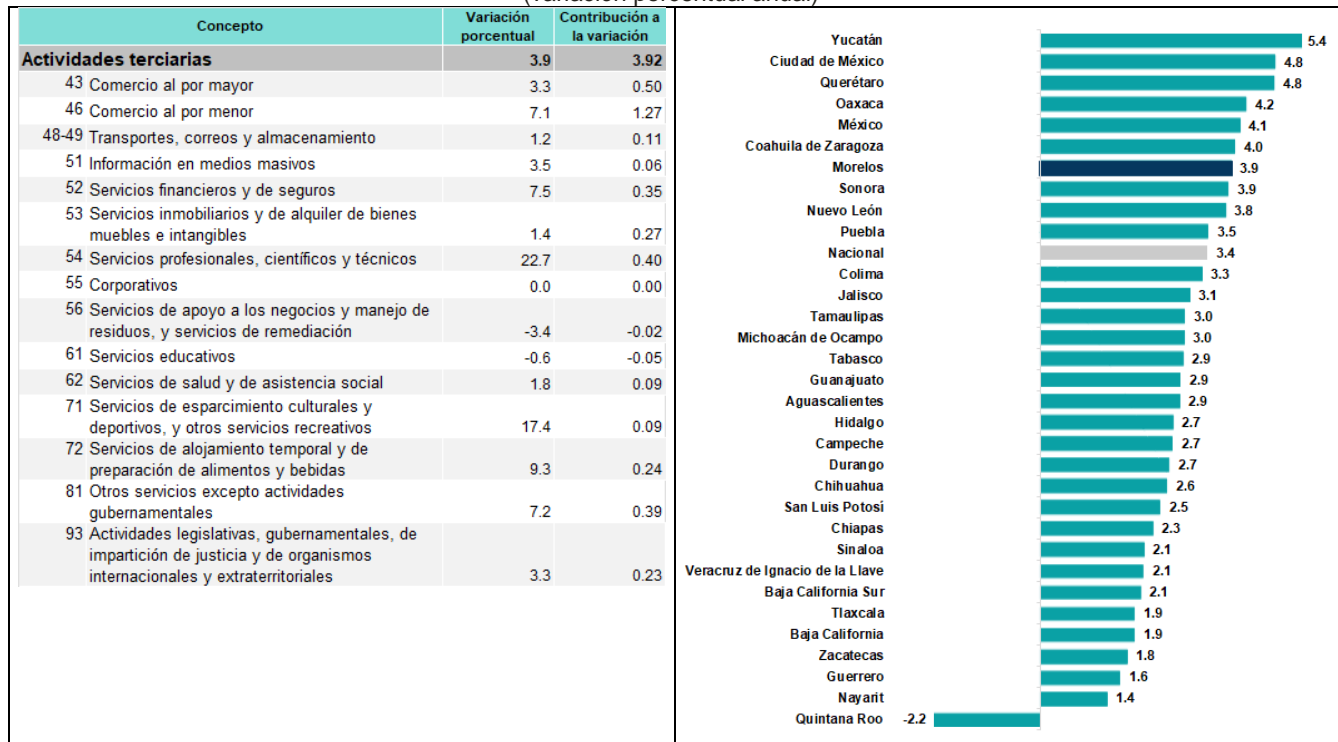 (Variación porcentual anual)
Concepto Variación porcentual Contribución a la variación
Actividades terciarias 3.9 3.92
43 Comercio al por mayor 3.3 0.50
46 Comercio al por menor 7.1 1.27
48-49 Transportes, correos y almacenamiento 1.2 0.11
51 Información en medios masivos 3.5 0.06
52 Servicios financieros y de seguros 7.5 0.35
53 Servicios inmobiliarios y de alquiler de bienes
muebles e intangibles 1.4 0.27
54 Servicios profesionales, científicos y técnicos 22.7 0.40
55 Corporativos 0.0 0.00
56 Servicios de apoyo a los negocios y manejo de
residuos, y servicios de remediación -3.4 -0.02
61 Servicios educativos -0.6 -0.05
62 Servicios de salud y de asistencia social 1.8 0.09
71 Servicios de esparcimiento culturales y
deportivos, y otros servicios recreativos 17.4 0.09
72 Servicios de alojamiento temporal y de
preparación de alimentos y bebidas 9.3 0.24
81 Otros servicios excepto actividades
gubernamentales 7.2 0.39
93 Actividades legislativas, gubernamentales, de
impartición de justicia y de organismos
internacionales y extraterritoriales 3.3 0.23
Yucatán 5.4
Ciudad de México 4.8
Querétaro 4.8
Oaxaca 4.2
México 4.1
Coahuila de Zaragoza 4.0
Morelos 3.9
Sonora 3.9
Nuevo León 3.8
Puebla 3.5
Nacional 3.4
Colima 3.3
Jalisco 3.1
Tamaulipas 3.0
Michoacán de Ocampo 3.0
Tabasco 2.9
Guanajuato 2.9
Aguascalientes 2.9
Hidalgo 2.7
Campeche 2.7
Durango 2.7
Chihuahua 2.6
San Luis Potosí 2.5
Chiapas 2.3
Sinaloa 2.1
Veracruz de Ignacio de la Llave 2.1
Baja California Sur 2.1
Tlaxcala 1.9
Baja California 1.9
Zacatecas 1.8
Guerrero 1.6
Nayarit 1.4
Quintana Roo -2.2